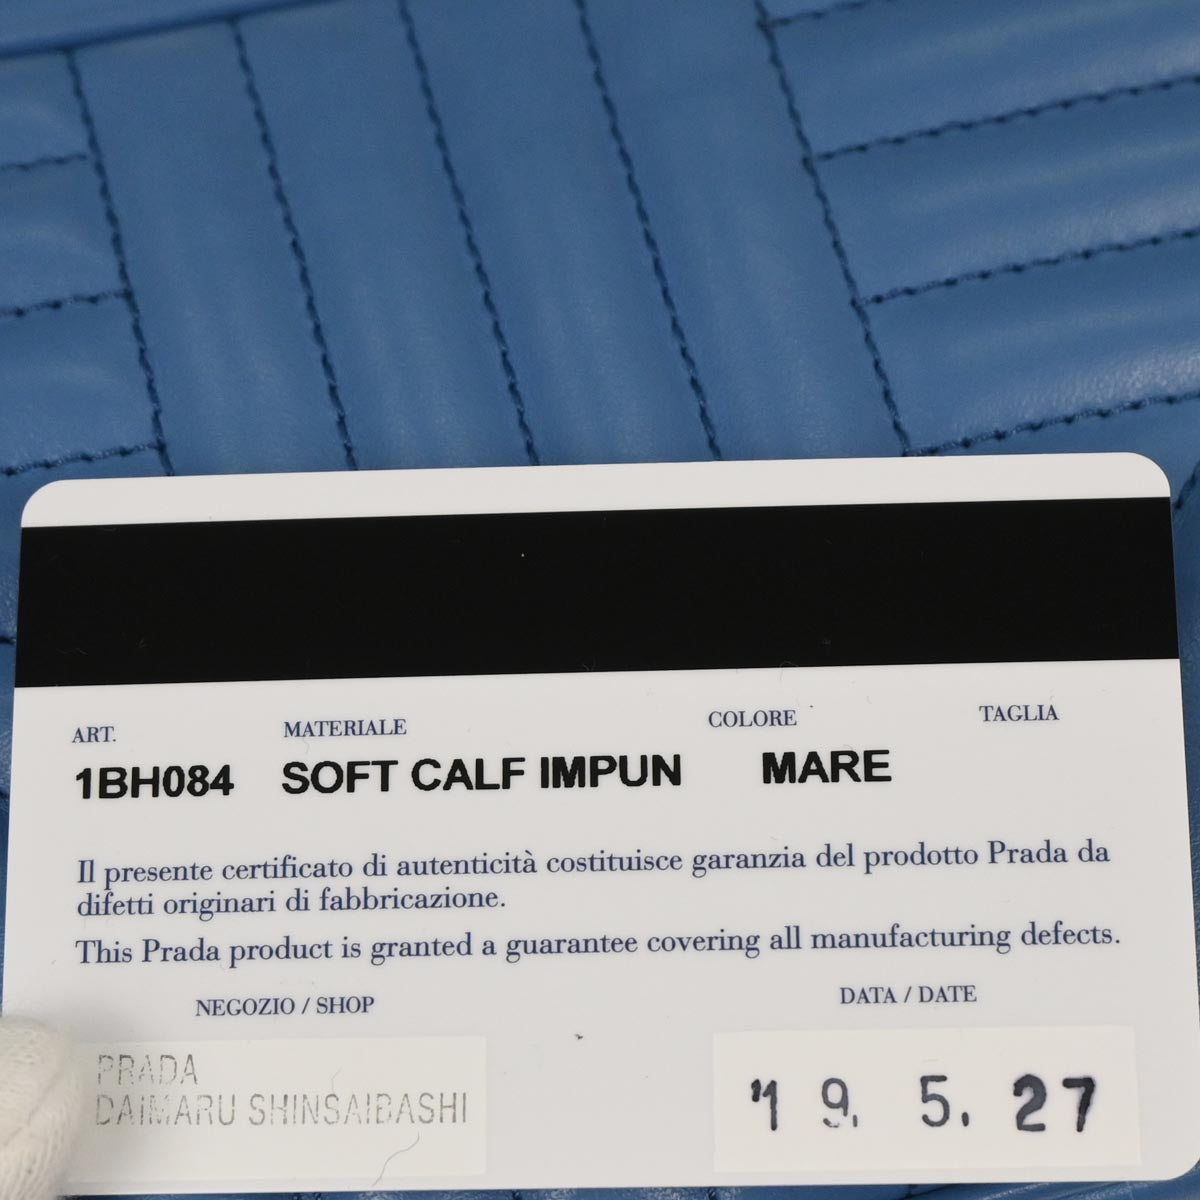 ART. MATERIALE COLORE TAGLIA
1BH084 SOFT CALF IMPUN MARE
Il presente certificato di autenticità costituisce garanzia del prodotto Prada da
difetti originari di fabbricazione.
This Prada product is granted a guarantee covering all manufacturing defects.
NEGOZIO / SHOP DATA / DATE
PRADA
DAIMARU SHINSAIBASHI
'19. 5. 27